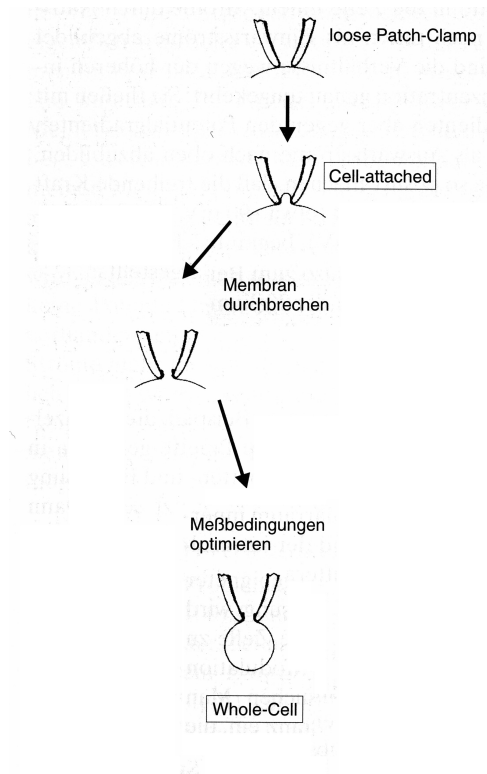 loose Patch-Clamp
Cell-attached
Membran
durchbrechen
Meßbedingungen
optimieren
Whole-Cell